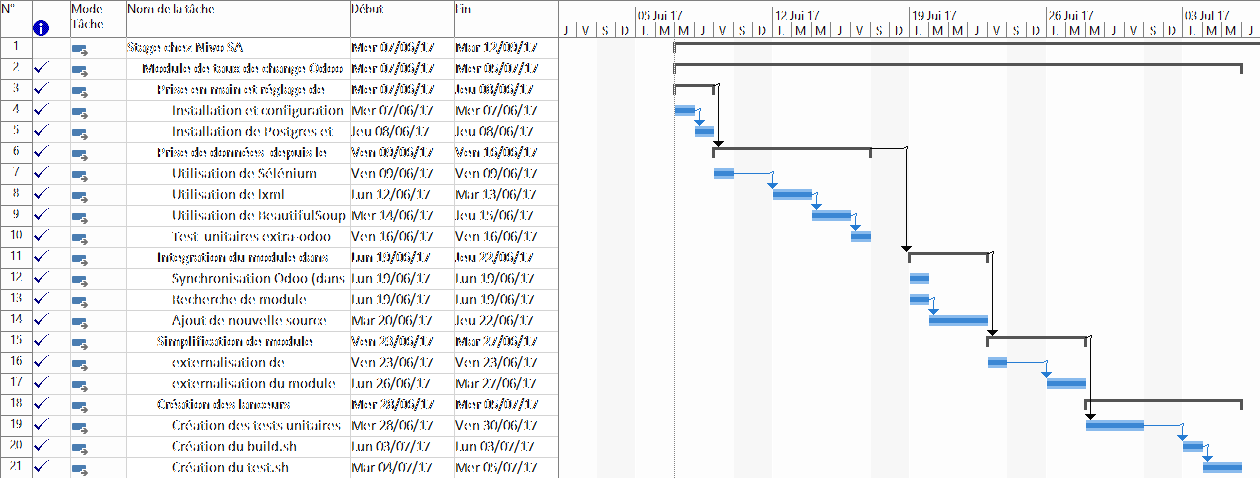 N° Mode Tâche Nom de la tâche Début Fin
05 Jui 17 12 Jui 17 19 Jui 17 26 Jui 17 03 Jul 17
J V S D L M M J V S D L M M J V S D L M M J V S D L M M J V S D L M M J
1 Stage chez Nivo SA Mer 07/06/17 Mar 12/09/17
2 Module de taux de change Odoo Mer 07/06/17 Mer 05/07/17
3 Prise en main et réglage de Mer 07/06/17 Jeu 08/06/17
4 Installation et configuration Mer 07/06/17 Mer 07/06/17
5 Installation de Postgres et Jeu 08/06/17 Jeu 08/06/17
6 Prise de données depuis le Ven 09/06/17 Ven 16/06/17
7 Utilisation de Sélénium Ven 09/06/17 Ven 09/06/17
8 Utilisation de lxml Lun 12/06/17 Mar 13/06/17
9 Utilisation de BeautifulSoup Mer 14/06/17 Jeu 15/06/17
10 Test unitaires extra-odoo Ven 16/06/17 Ven 16/06/17
11 Integration du module dans Lun 19/06/17 Jeu 22/06/17
12 Synchronisation Odoo (dans Lun 19/06/17 Lun 19/06/17
13 Recherche de module Lun 19/06/17 Lun 19/06/17
14 Ajout de nouvelle source Mar 20/06/17 Jeu 22/06/17
15 Simplification de module Ven 23/06/17 Mar 27/06/17
16 externalisation de Ven 23/06/17 Ven 23/06/17
17 externalisation du module Lun 26/06/17 Mar 27/06/17
18 Création des lanceurs Mer 28/06/17 Mer 05/07/17
19 Création des tests unitaires Mer 28/06/17 Ven 30/06/17
20 Création du build.sh Lun 03/07/17 Lun 03/07/17
21 Création du test.sh Mar 04/07/17 Mer 05/07/17